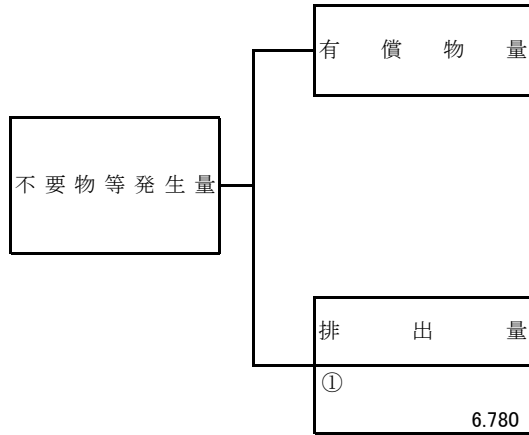 有償物量
不要物等発生量
排出量
①
6.780